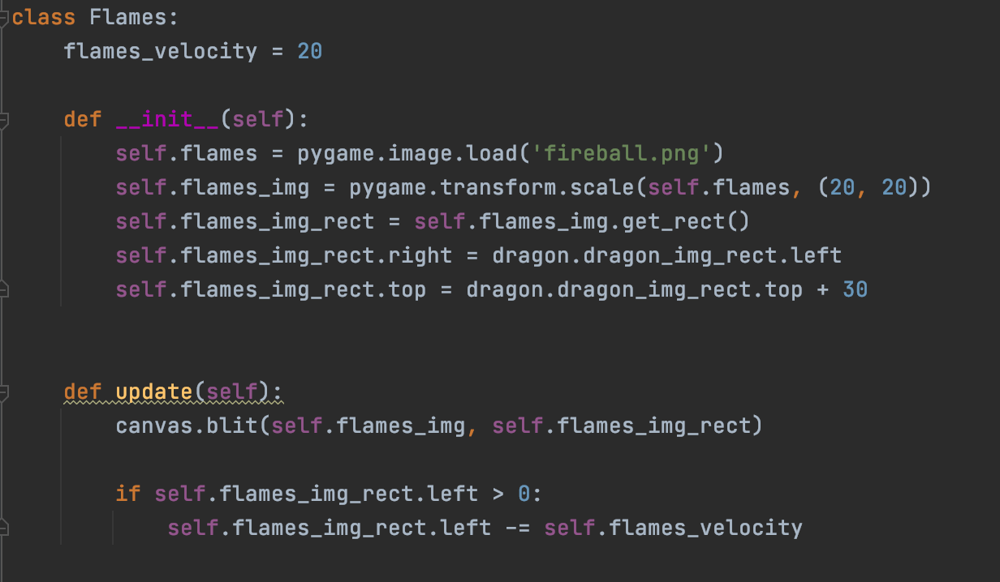 class Flames:
    flames_velocity = 20

    def __init__(self):
        self.flames = pygame.image.load('fireball.png')
        self.flames_img = pygame.transform.scale(self.flames, (20, 20))
        self.flames_img_rect = self.flames_img.get_rect()
        self.flames_img_rect.right = dragon.dragon_img_rect.left
        self.flames_img_rect.top = dragon.dragon_img_rect.top + 30


    def update(self):
        canvas.blit(self.flames_img, self.flames_img_rect)

        if self.flames_img_rect.left > 0:
            self.flames_img_rect.left -= self.flames_velocity